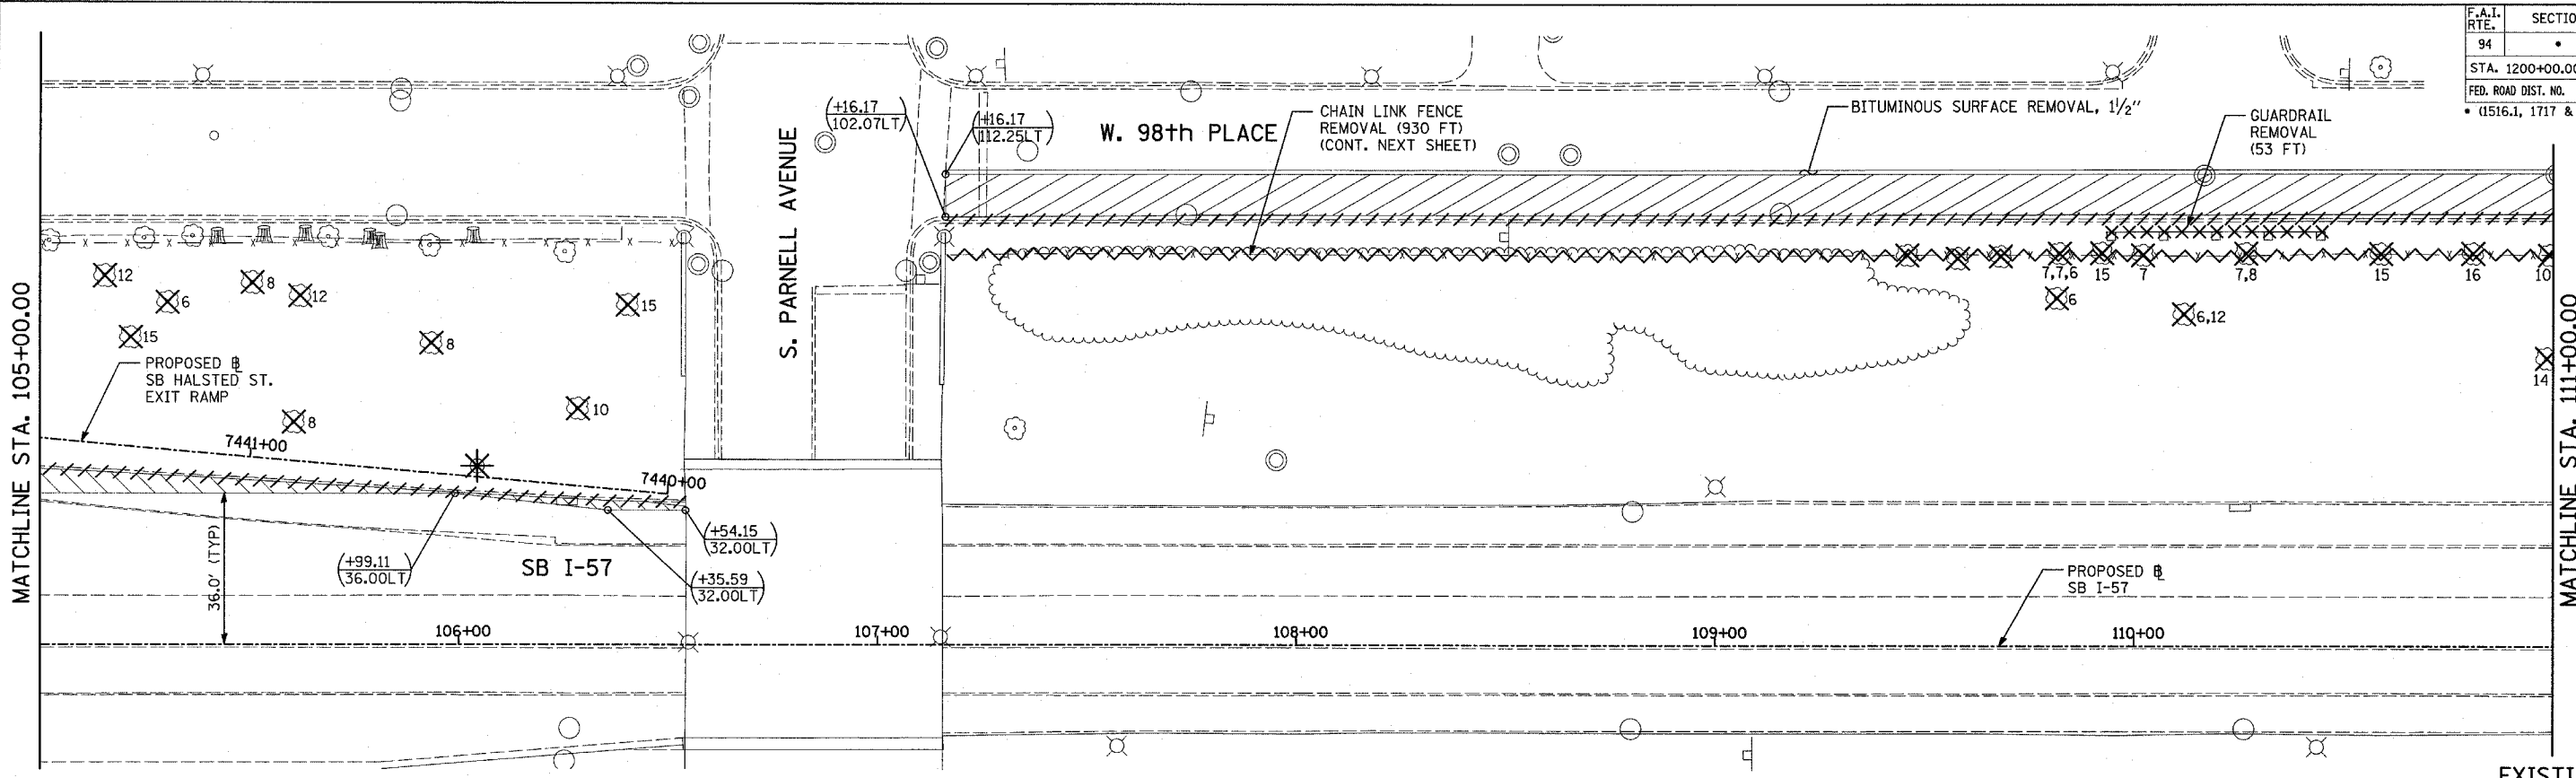 F.A.I.
RTE.
SECTIO
94
•
STA. 1200+00.00
FED. ROAD DIST. NO.
• (1516.1, 1717 &
(+16.17
102.07LT)
(+16.17
112.25LT)
W. 98th PLACE
CHAIN LINK FENCE
REMOVAL (930 FT)
(CONT. NEXT SHEET)
BITUMINOUS SURFACE REMOVAL, 1½"
GUARDRAIL
REMOVAL
(53 FT)
S. PARNELL AVENUE
MATCHLINE STA. 105+00.00
12
6
8
12
15
15
8
8
10
PROPOSED BL
SB HALSTED ST.
EXIT RAMP
7441+00
7440+00
7,7,6
15
7
7,8
15
16
10
6
6,12
14
MATCHLINE STA. 111+00.00
36.0' (TYP)
(+99.11
36.00LT)
SB I-57
(+54.15
32.00LT)
(+35.59
32.00LT)
PROPOSED BL
SB I-57
106+00
107+00
108+00
109+00
110+00
EXISTI